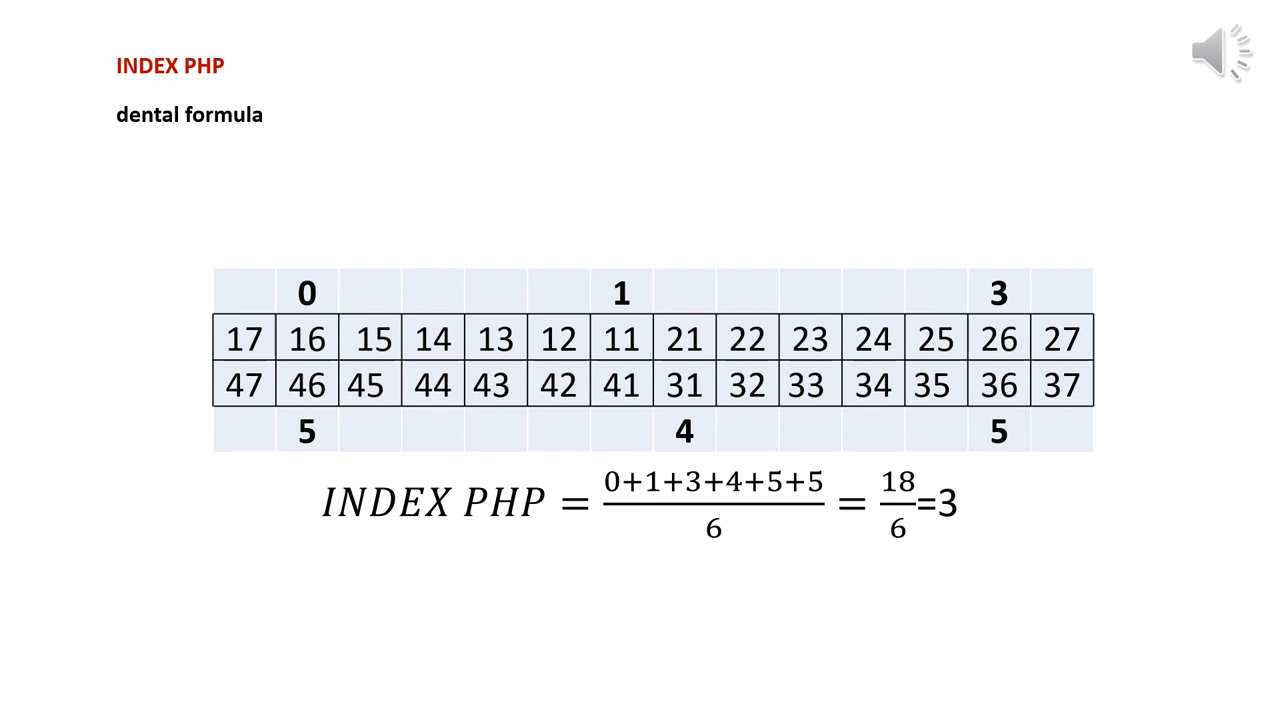 INDEX PHP
dental formula
0 1 3
17 16 15 14 13 12 11 21 22 23 24 25 26 27
47 46 45 44 43 42 41 31 32 33 34 35 36 37
5 4 5
INDEX PHP = 0+1+3+4+5+5/6 = 18/6 =3